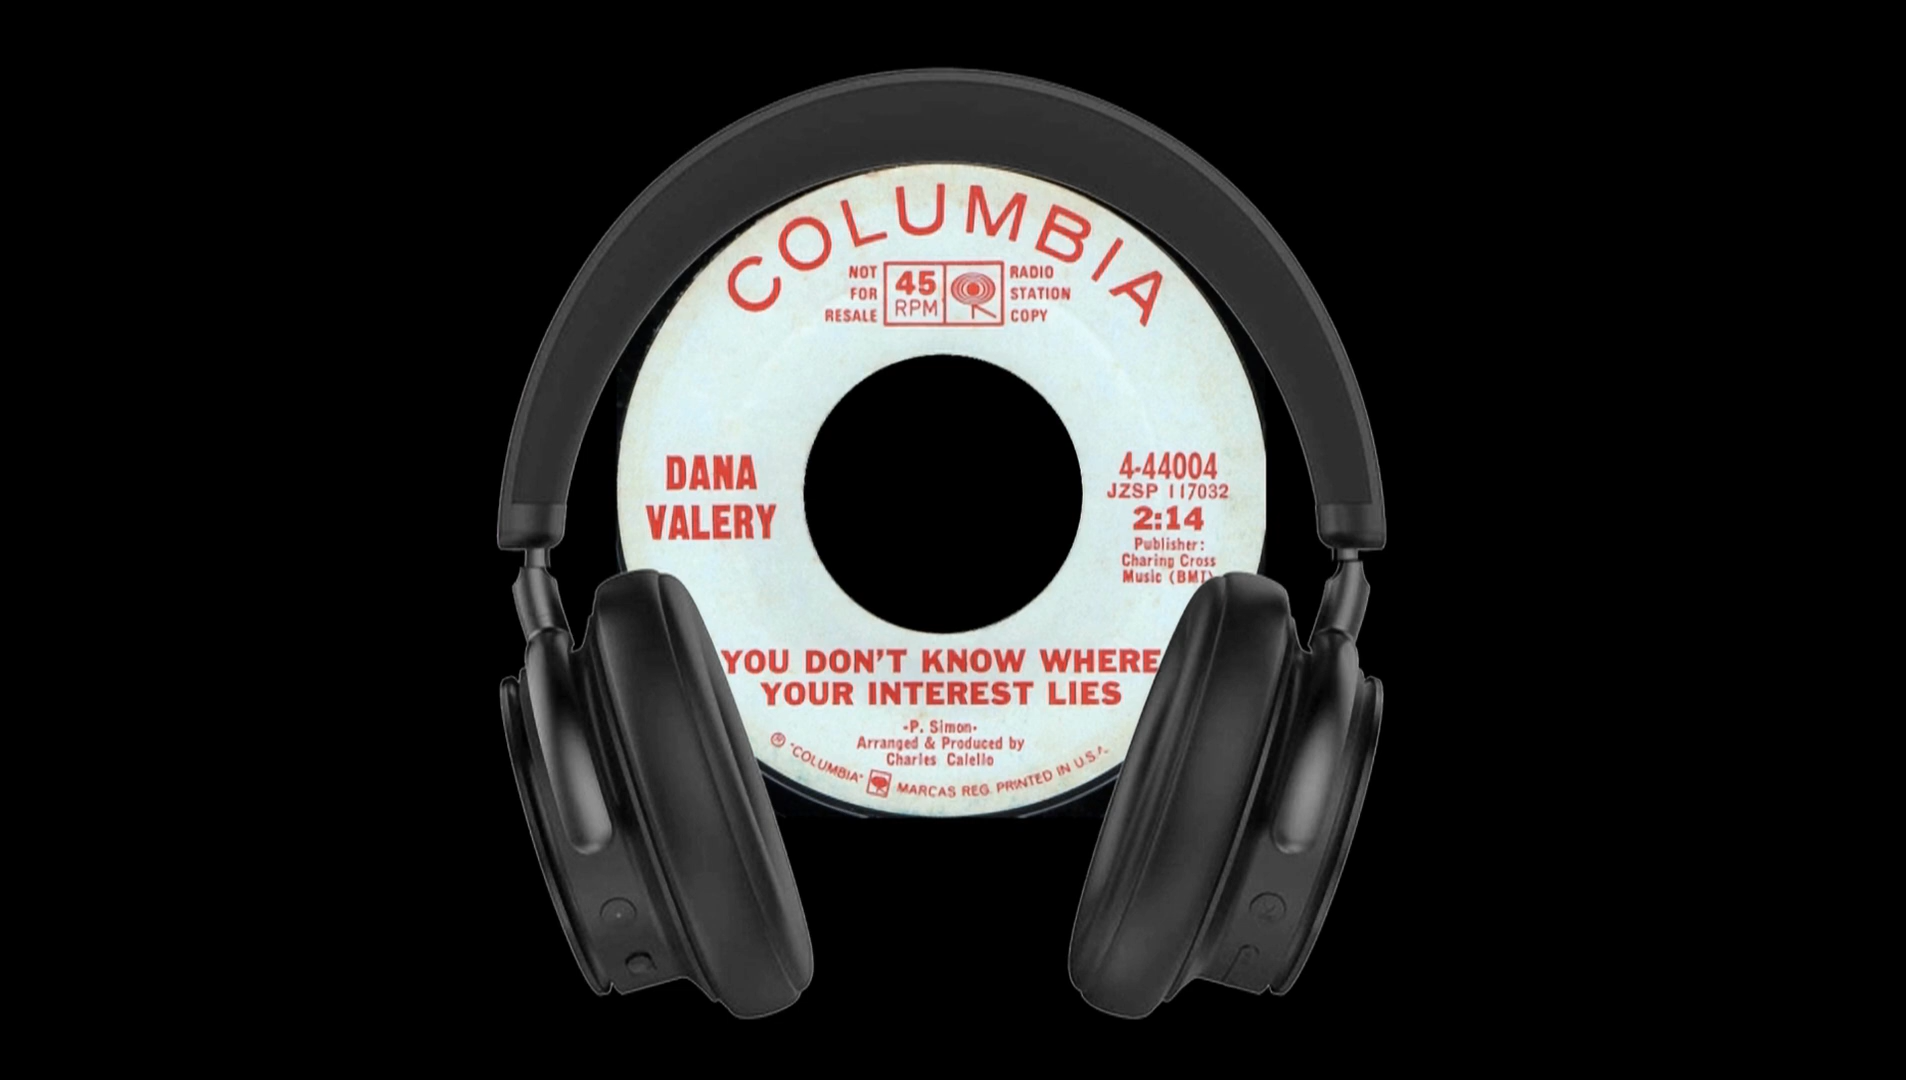 COLUMBIA
NOT FOR RESALE
45 RPM
RADIO STATION COPY
DANA
VALERY
4-44004
JZSP 117032
2:14
Publisher:
Charing Cross
Music (BMI)
YOU DON'T KNOW WHERE
YOUR INTEREST LIES
-P. Simon-
Arranged & Produced by
Charles Calello
Ⓟ "COLUMBIA" MARCAS REG. PRINTED IN U.S.A.